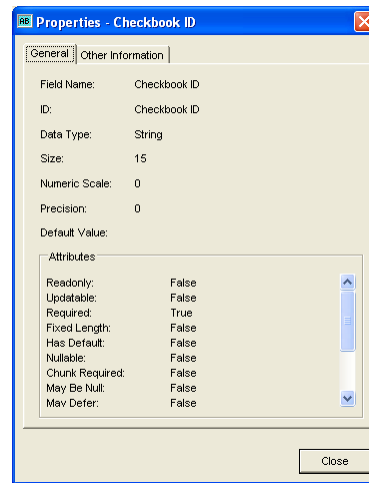 AB Properties - Checkbook ID
General Other Information
Field Name: Checkbook ID
ID: Checkbook ID
Data Type: String
Size: 15
Numeric Scale: 0
Precision: 0
Default Value:
Attributes
Readonly: False
Updatable: False
Required: True
Fixed Length: False
Has Default: False
Nullable: False
Chunk Required: False
May Be Null: False
May Defer: False
Close